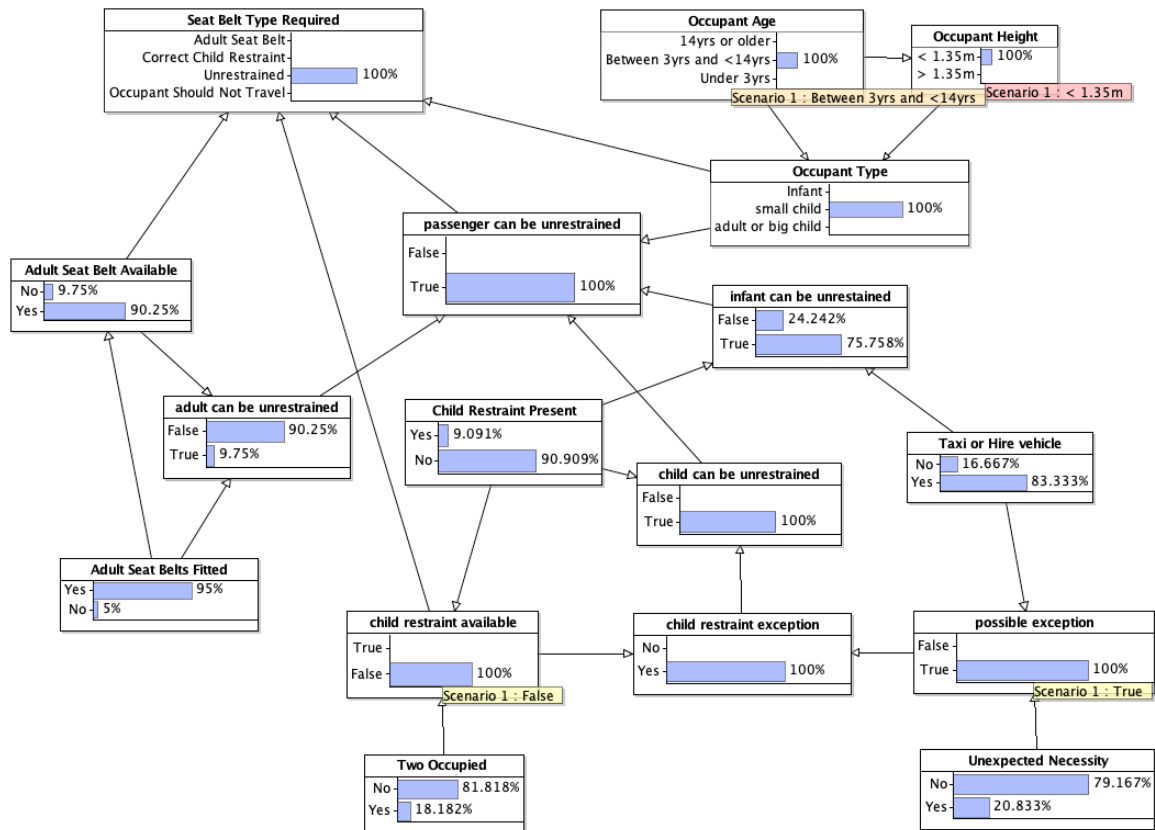 Seat Belt Type Required
Adult Seat Belt
Correct Child Restraint
Unrestrained 100%
Occupant Should Not Travel
Occupant Age
14yrs or older
Between 3yrs and <14yrs 100%
Under 3yrs
Scenario 1 : Between 3yrs and <14yrs
Occupant Height
< 1.35m 100%
> 1.35m
Scenario 1 : < 1.35m
Occupant Type
Infant
small child 100%
adult or big child
passenger can be unrestrained
False
True 100%
Adult Seat Belt Available
No 9.75%
Yes 90.25%
infant can be unrestained
False 24.242%
True 75.758%
adult can be unrestrained
False 90.25%
True 9.75%
Child Restraint Present
Yes 9.091%
No 90.909%
Taxi or Hire vehicle
No 16.667%
Yes 83.333%
child can be unrestrained
False
True 100%
Adult Seat Belts Fitted
Yes 95%
No 5%
child restraint available
True
False 100%
Scenario 1 : False
child restraint exception
No
Yes 100%
possible exception
False
True 100%
Scenario 1 : True
Two Occupied
No 81.818%
Yes 18.182%
Unexpected Necessity
No 79.167%
Yes 20.833%